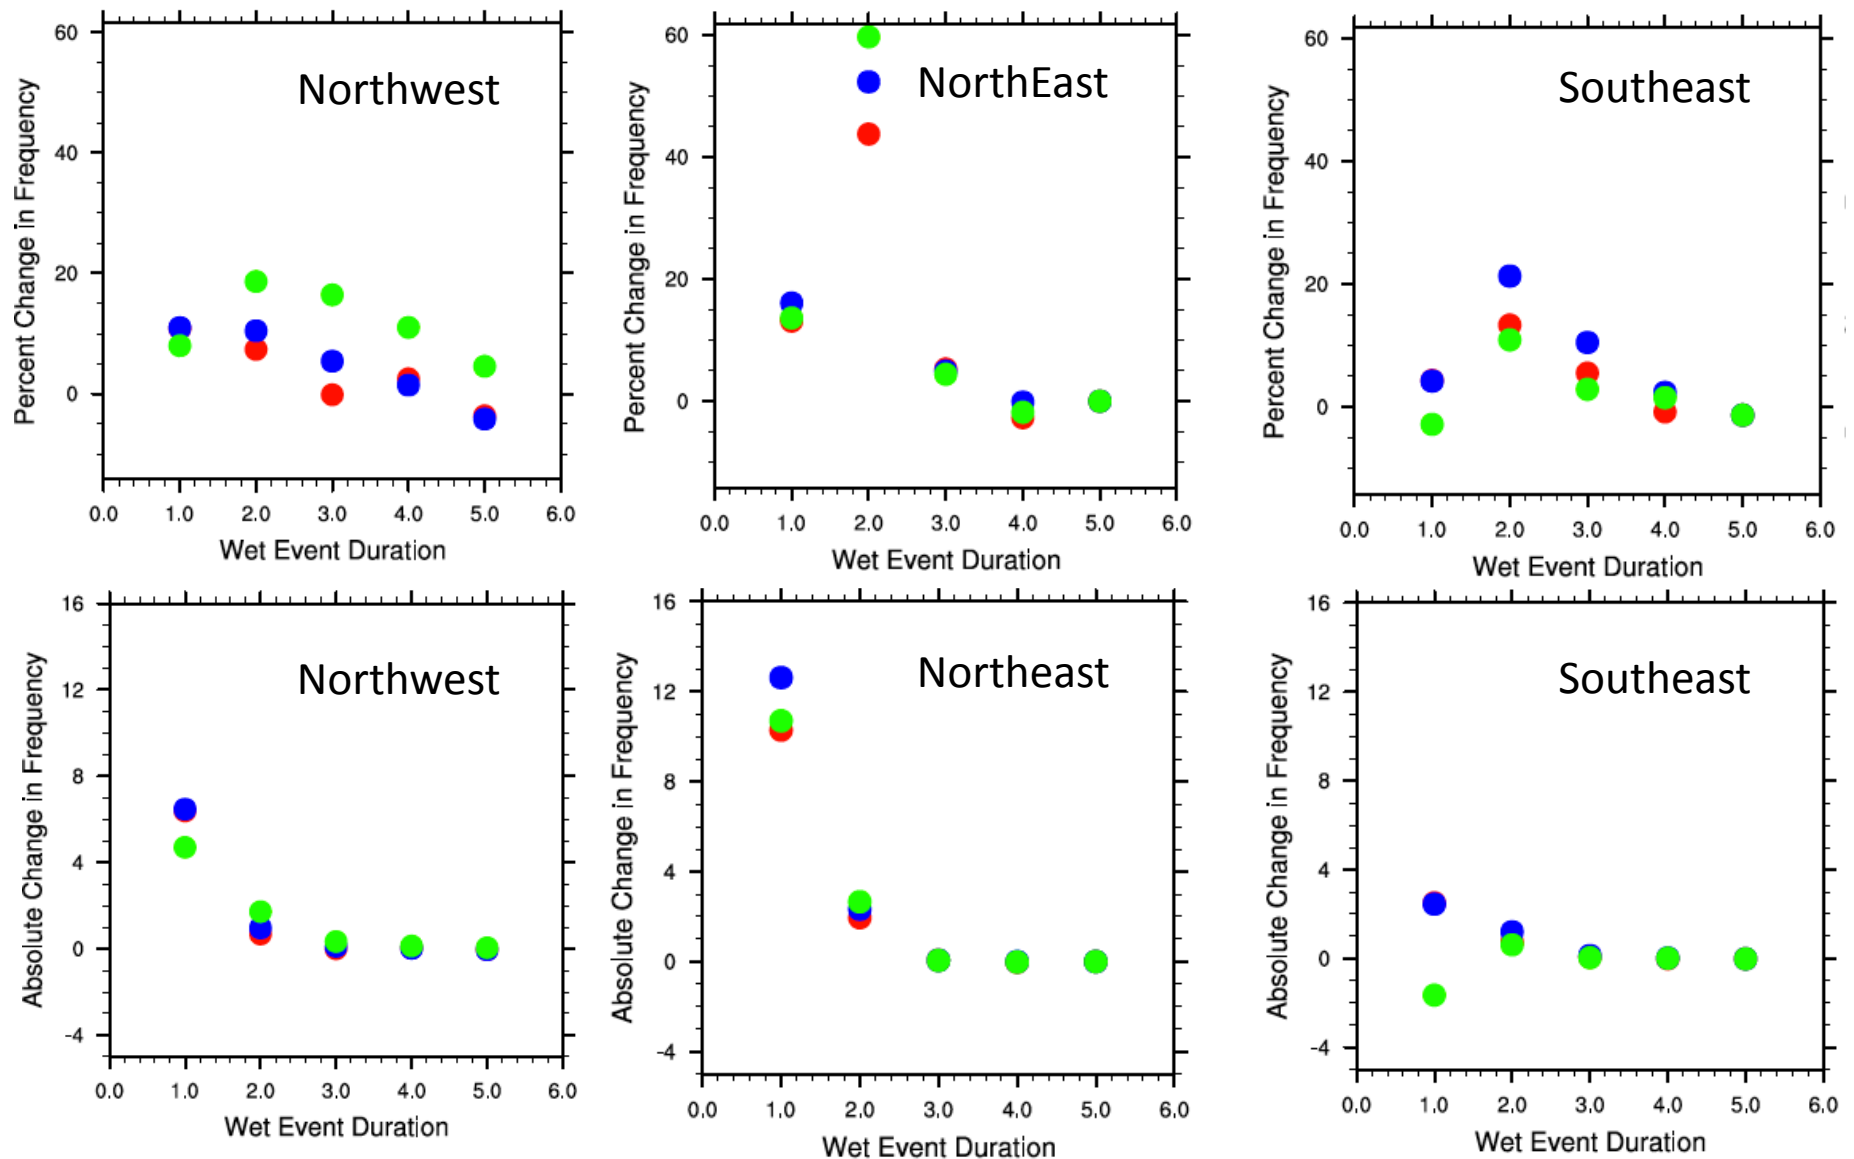 Northwest
Percent Change in Frequency
60
40
20
0
0.0 1.0 2.0 3.0 4.0 5.0 6.0
Wet Event Duration
NorthEast
Percent Change in Frequency
60
40
20
0
0.0 1.0 2.0 3.0 4.0 5.0 6.0
Wet Event Duration
Southeast
Percent Change in Frequency
60
40
20
0
0.0 1.0 2.0 3.0 4.0 5.0 6.0
Wet Event Duration
Northwest
Absolute Change in Frequency
16
12
8
4
0
-4
0.0 1.0 2.0 3.0 4.0 5.0 6.0
Wet Event Duration
Northeast
Absolute Change in Frequency
16
12
8
4
0
-4
0.0 1.0 2.0 3.0 4.0 5.0 6.0
Wet Event Duration
Southeast
Absolute Change in Frequency
16
12
8
4
0
-4
0.0 1.0 2.0 3.0 4.0 5.0 6.0
Wet Event Duration